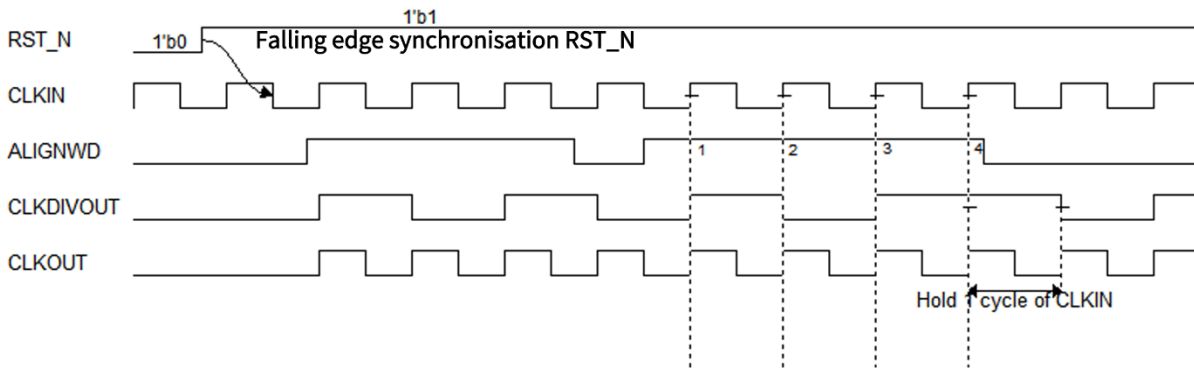 1'b1
RST_N
1'b0
Falling edge synchronisation RST_N
CLKIN
ALIGNWD
1
2
3
4
CLKDIVOUT
CLKOUT
Hold 1 cycle of CLKIN